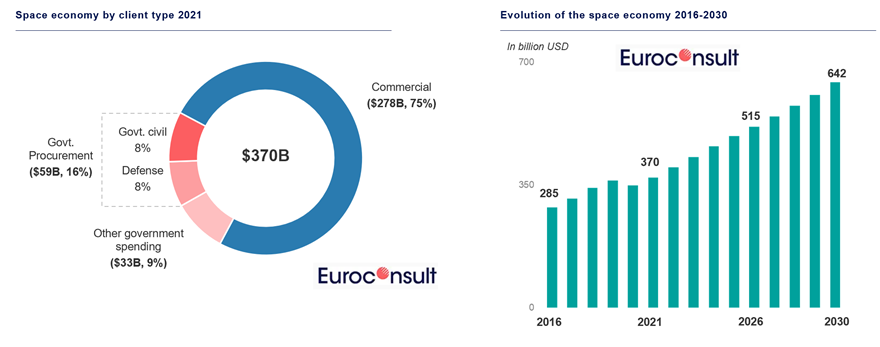 Space economy by client type 2021
Commercial
($278B, 75%)
Govt. civil
8%
Govt.
Procurement
($59B, 16%)
Defense
8%
$370B
Other government
spending
($33B, 9%)
Euroconsult
Evolution of the space economy 2016-2030
In billion USD
Euroconsult
700
350
0
285
370
515
642
2016
2021
2026
2030